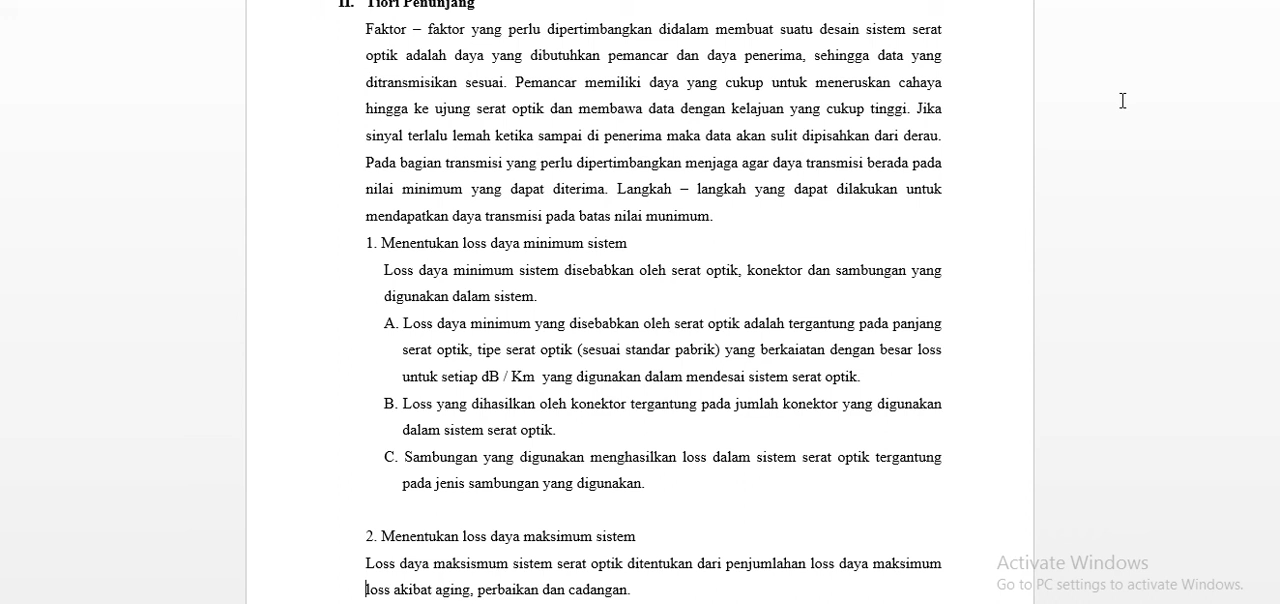 II. Tiori Penunjang
Faktor – faktor yang perlu dipertimbangkan didalam membuat suatu desain sistem serat
optik adalah daya yang dibutuhkan pemancar dan daya penerima, sehingga data yang
ditransmisikan sesuai. Pemancar memiliki daya yang cukup untuk meneruskan cahaya
hingga ke ujung serat optik dan membawa data dengan kelajuan yang cukup tinggi. Jika
sinyal terlalu lemah ketika sampai di penerima maka data akan sulit dipisahkan dari derau.
Pada bagian transmisi yang perlu dipertimbangkan menjaga agar daya transmisi berada pada
nilai minimum yang dapat diterima. Langkah – langkah yang dapat dilakukan untuk
mendapatkan daya transmisi pada batas nilai munimum.
1. Menentukan loss daya minimum sistem
Loss daya minimum sistem disebabkan oleh serat optik, konektor dan sambungan yang
digunakan dalam sistem.
A. Loss daya minimum yang disebabkan oleh serat optik adalah tergantung pada panjang
serat optik, tipe serat optik (sesuai standar pabrik) yang berkaiatan dengan besar loss
untuk setiap dB / Km yang digunakan dalam mendesai sistem serat optik.
B. Loss yang dihasilkan oleh konektor tergantung pada jumlah konektor yang digunakan
dalam sistem serat optik.
C. Sambungan yang digunakan menghasilkan loss dalam sistem serat optik tergantung
pada jenis sambungan yang digunakan.
2. Menentukan loss daya maksimum sistem
Loss daya maksismum sistem serat optik ditentukan dari penjumlahan loss daya maksimum
loss akibat aging, perbaikan dan cadangan.
Activate Windows
Go to PC settings to activate Windows.